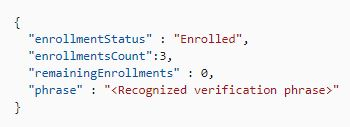 {
"enrollmentStatus" : "Enrolled",
"enrollmentsCount":3,
"remainingEnrollments" : 0,
"phrase" : "<Recognized verification phrase>"
}